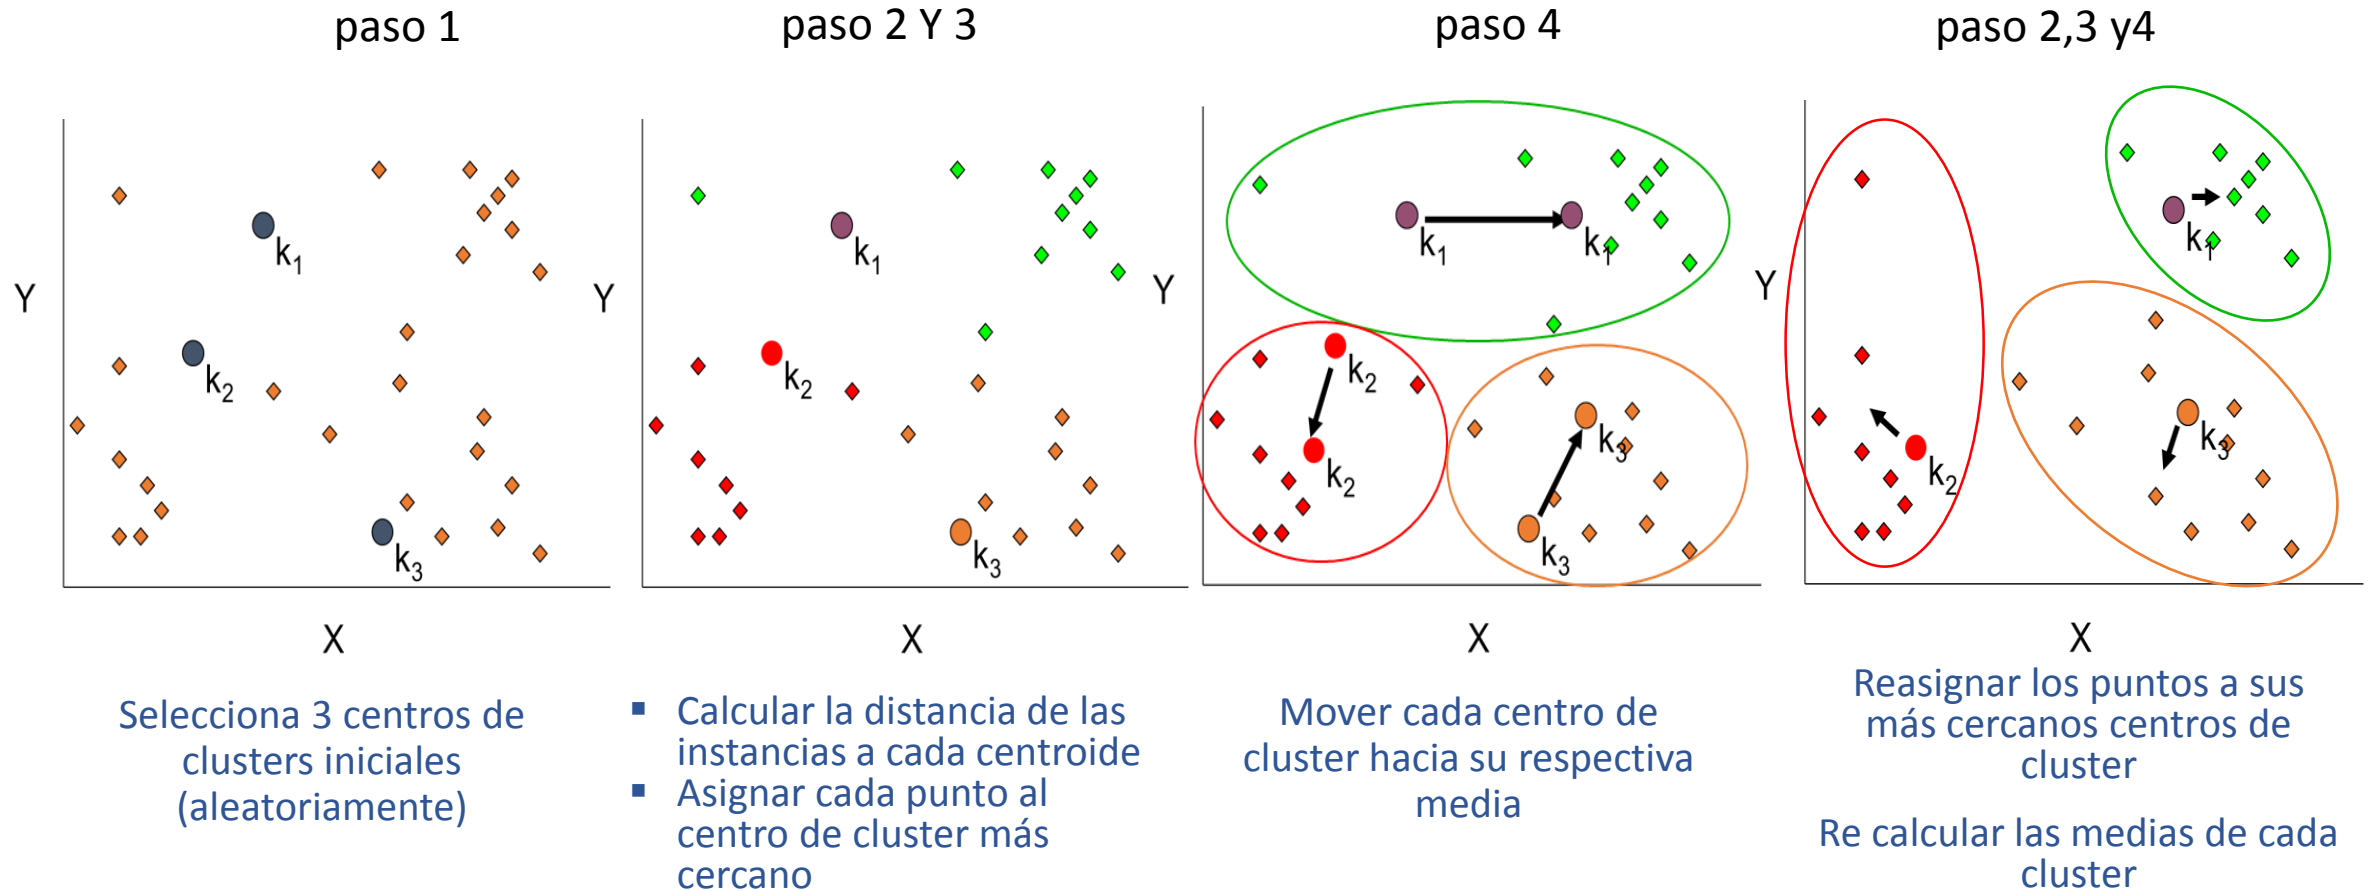 paso 1
paso 2 Y 3
paso 4
paso 2,3 y4
Y
k1
k2
k3
X
Y
k1
k2
k3
X
Y
k1
k1
k2
k2
k3
k3
X
Y
k1
k2
k3
X
Selecciona 3 centros de
clusters iniciales
(aleatoriamente)
▪ Calcular la distancia de las
instancias a cada centroide
▪ Asignar cada punto al
centro de cluster más
cercano
Mover cada centro de
cluster hacia su respectiva
media
Reasignar los puntos a sus
más cercanos centros de
cluster
Re calcular las medias de cada
cluster